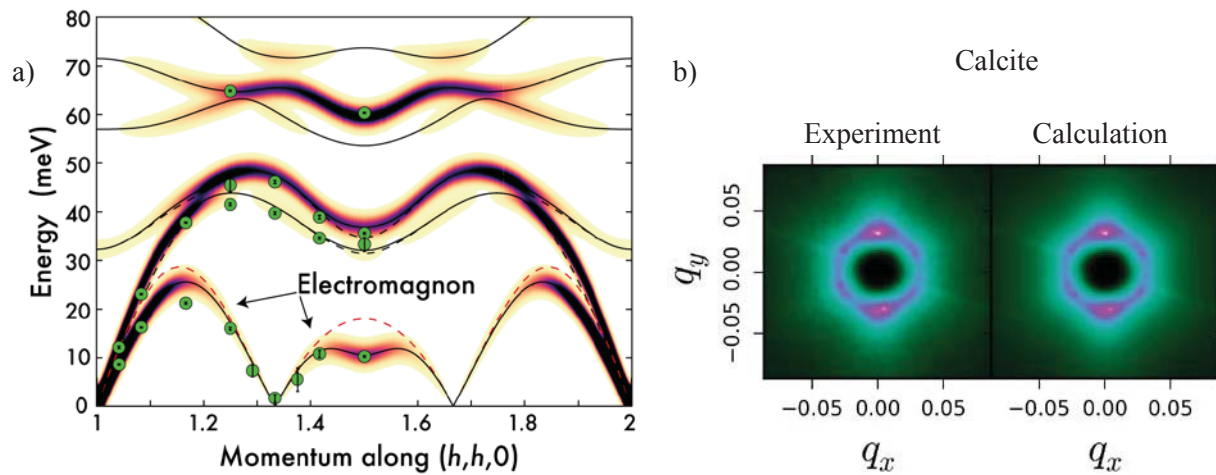 a)
80
70
60
50
40
30
20
10
0
Energy (meV)
Electromagnon
1
1.2
1.4
1.6
1.8
2
Momentum along (h,h,0)
b)
Calcite
Experiment
Calculation
q_y
0.05
0.00
−0.05
−0.05 0.00 0.05
−0.05 0.00 0.05
q_x
q_x